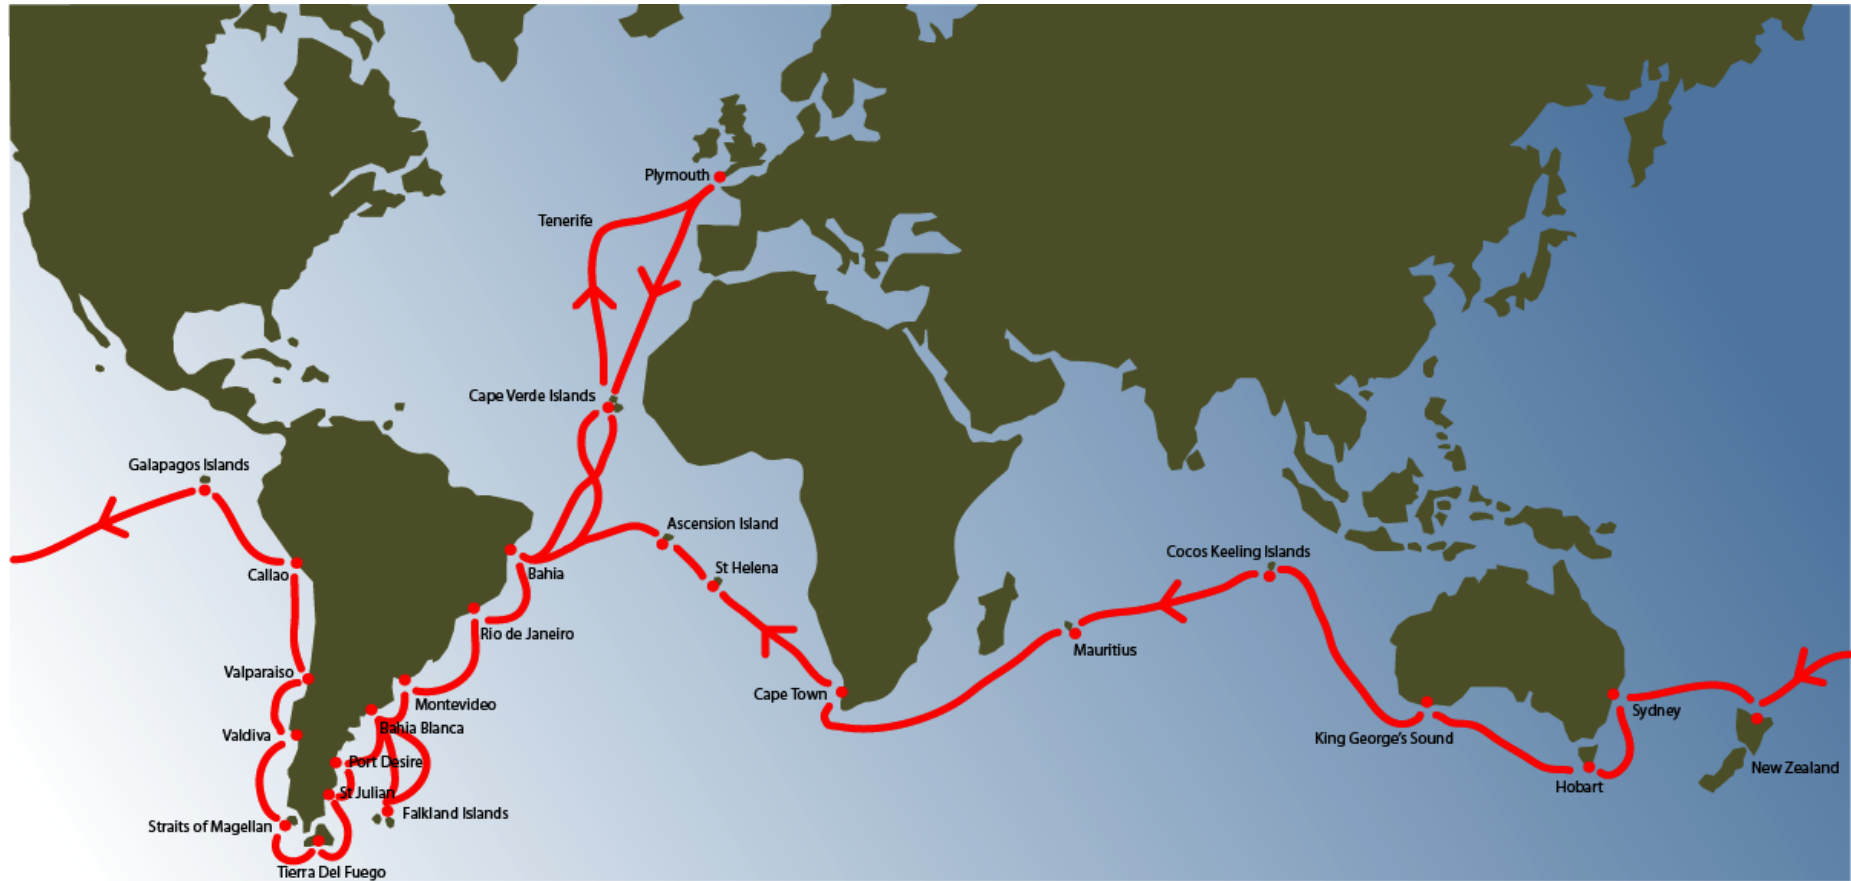 Plymouth
Tenerife
Cape Verde Islands
Galapagos Islands
Ascension Island
Cocos Keeling Islands
St Helena
Callao
Bahia
Rio de Janeiro
Mauritius
Valparaiso
Cape Town
Montevideo
Sydney
Bahia Blanca
Valdiva
King George's Sound
Port Desire
New Zealand
Hobart
St Julian
Falkland Islands
Straits of Magellan
Tierra Del Fuego